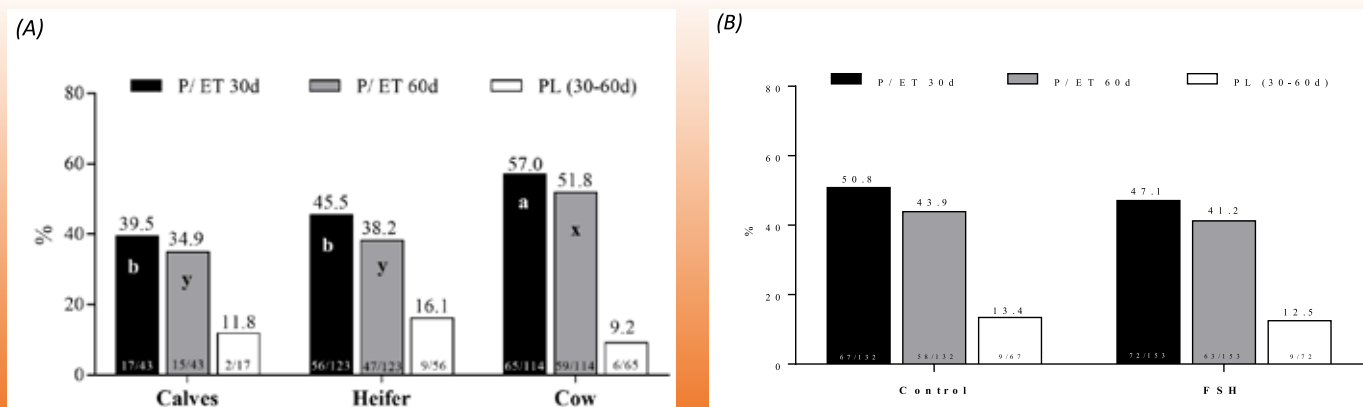 (A)
P/ ET 30d P/ ET 60d PL (30-60d)
80
60
40
20
0
%
39.5 34.9 11.8
45.5 38.2 16.1
57.0 51.8 9.2
b y
b y
a x
17/43 15/43 2/17
56/123 47/123 9/56
65/114 59/114 6/65
Calves Heifer Cow
(B)
P/ ET 30d P/ ET 60d PL (30-60d)
80
60
40
20
0
%
50.8 43.9 13.4
47.1 41.2 12.5
67/132 58/132 9/67
72/153 63/153 9/72
Control FSH